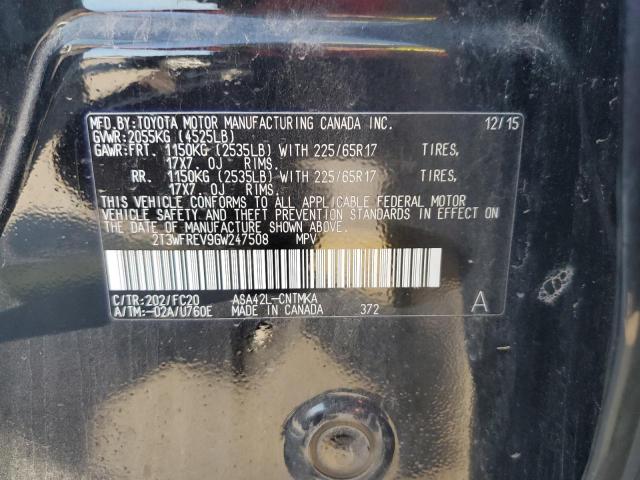 MFD.BY:TOYOTA MOTOR MANUFACTURING CANADA INC. 12/15
GVWR:2055KG (4525LB)
GAWR:FRT. 1150KG (2535LB) WITH 225/65R17 TIRES,
17X7.0J RIMS.
RR. 1150KG (2535LB) WITH 225/65R17 TIRES,
17X7.0J RIMS.
THIS VEHICLE CONFORMS TO ALL APPLICABLE FEDERAL MOTOR
VEHICLE SAFETY AND THEFT PREVENTION STANDARDS IN EFFECT ON
THE DATE OF MANUFACTURE SHOWN ABOVE.
2T3WFREV9GW247508 MPV
C/TR:202/FC20 ASA42L-CNTMKA A
A/TM:-02A/U760E MADE IN CANADA 372